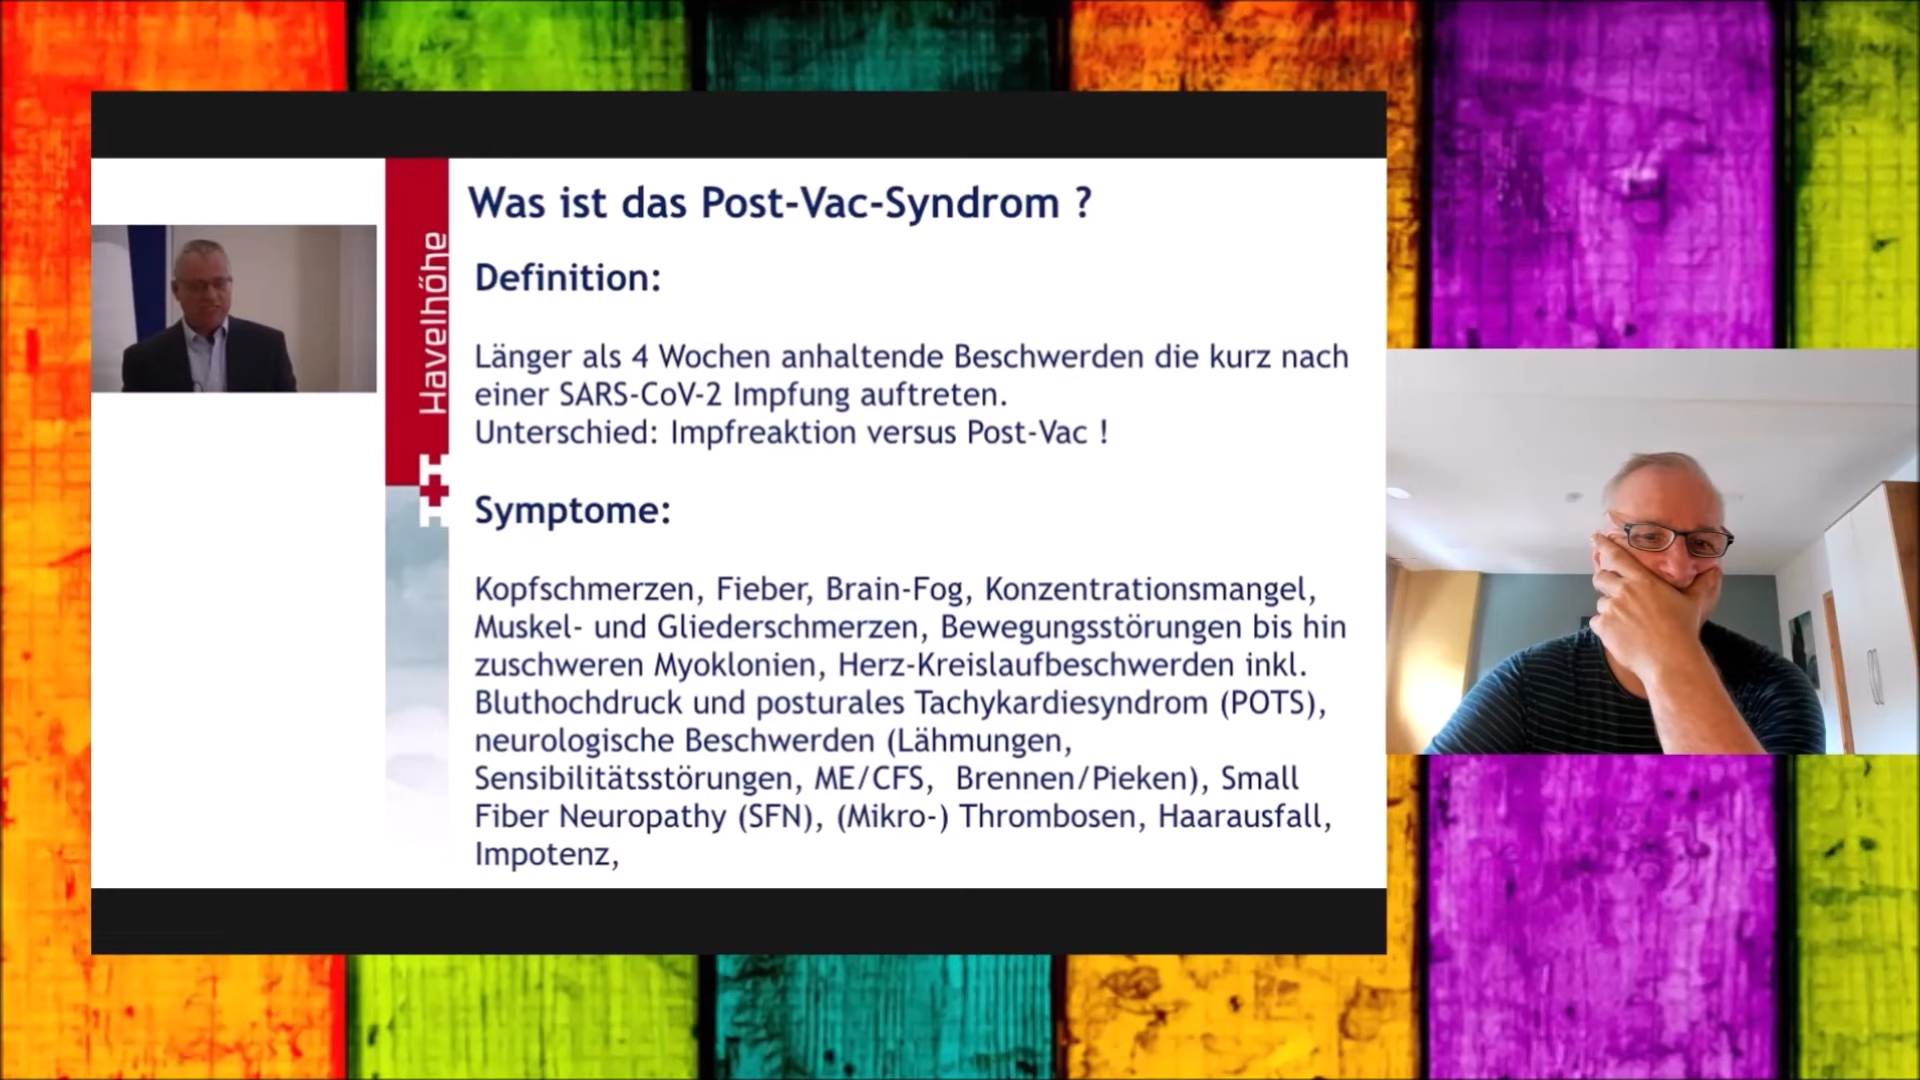 Havelhöhe
Was ist das Post-Vac-Syndrom ?
Definition:
Länger als 4 Wochen anhaltende Beschwerden die kurz nach
einer SARS-CoV-2 Impfung auftreten.
Unterschied: Impfreaktion versus Post-Vac !
Symptome:
Kopfschmerzen, Fieber, Brain-Fog, Konzentrationsmangel,
Muskel- und Gliederschmerzen, Bewegungsstörungen bis hin
zuschweren Myoklonien, Herz-Kreislaufbeschwerden inkl.
Bluthochdruck und posturales Tachykardiesyndrom (POTS),
neurologische Beschwerden (Lähmungen,
Sensibilitätsstörungen, ME/CFS, Brennen/Pieken), Small
Fiber Neuropathy (SFN), (Mikro-) Thrombosen, Haarausfall,
Impotenz,